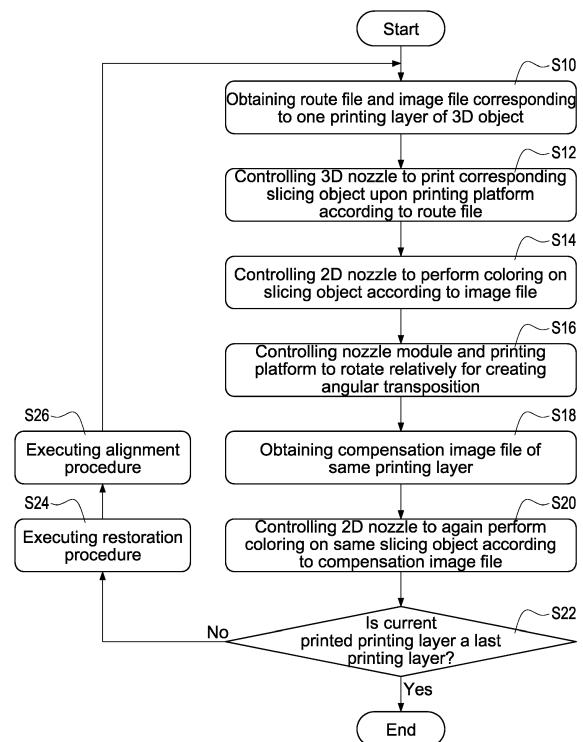 Start
S10
Obtaining route file and image file corresponding
to one printing layer of 3D object
S12
Controlling 3D nozzle to print corresponding
slicing object upon printing platform
according to route file
S14
Controlling 2D nozzle to perform coloring on
slicing object according to image file
S16
Controlling nozzle module and printing
platform to rotate relatively for creating
angular transposition
S18
Obtaining compensation image file of
same printing layer
S20
Controlling 2D nozzle to again perform
coloring on same slicing object according
to compensation image file
S22
Is current
printed printing layer a last
printing layer?
No
S24
Executing restoration
procedure
S26
Executing alignment
procedure
Yes
End